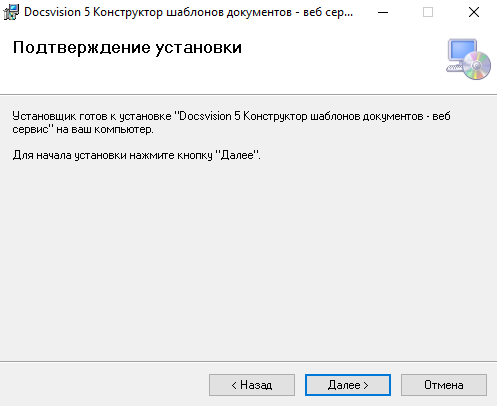 Docsvision 5 Конструктор шаблонов документов - веб сер...
Подтверждение установки
Установщик готов к установке "Docsvision 5 Конструктор шаблонов документов - веб
сервис" на ваш компьютер.
Для начала установки нажмите кнопку "Далее".
< Назад
Далее >
Отмена